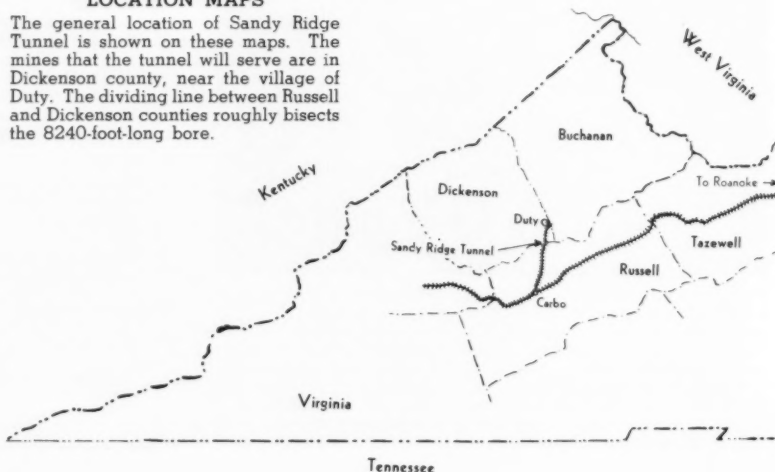 LOCATION MAPS
The general location of Sandy Ridge
Tunnel is shown on these maps. The
mines that the tunnel will serve are in
Dickenson county, near the village of
Duty. The dividing line between Russell
and Dickenson counties roughly bisects
the 8240-foot-long bore.
West Virginia
Buchanan
Kentucky
To Roanoke
Dickenson
Duty
Sandy Ridge Tunnel
Tazewell
Russell
Carbo
Virginia
Tennessee